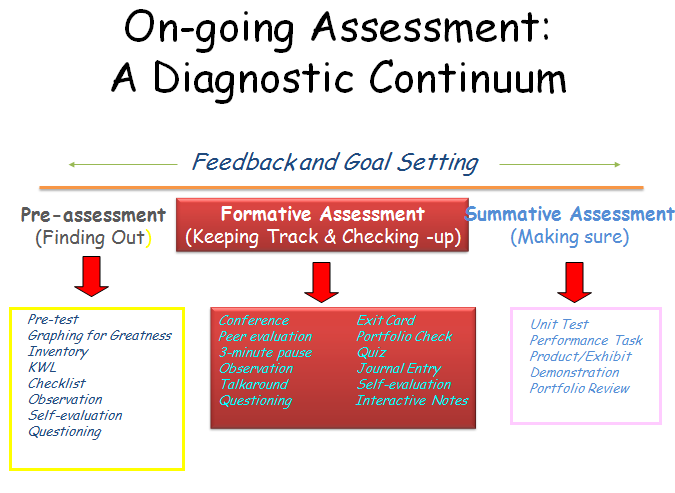 On-going Assessment:
A Diagnostic Continuum
Feedback and Goal Setting
Pre-assessment
(Finding Out)
Formative Assessment
(Keeping Track & Checking -up)
Summative Assessment
(Making sure)
Pre-test
Graphing for Greatness
Inventory
KWL
Checklist
Observation
Self-evaluation
Questioning
Conference
Peer evaluation
3-minute pause
Observation
Talkaround
Questioning
Exit Card
Portfolio Check
Quiz
Journal Entry
Self-evaluation
Interactive Notes
Unit Test
Performance Task
Product/Exhibit
Demonstration
Portfolio Review